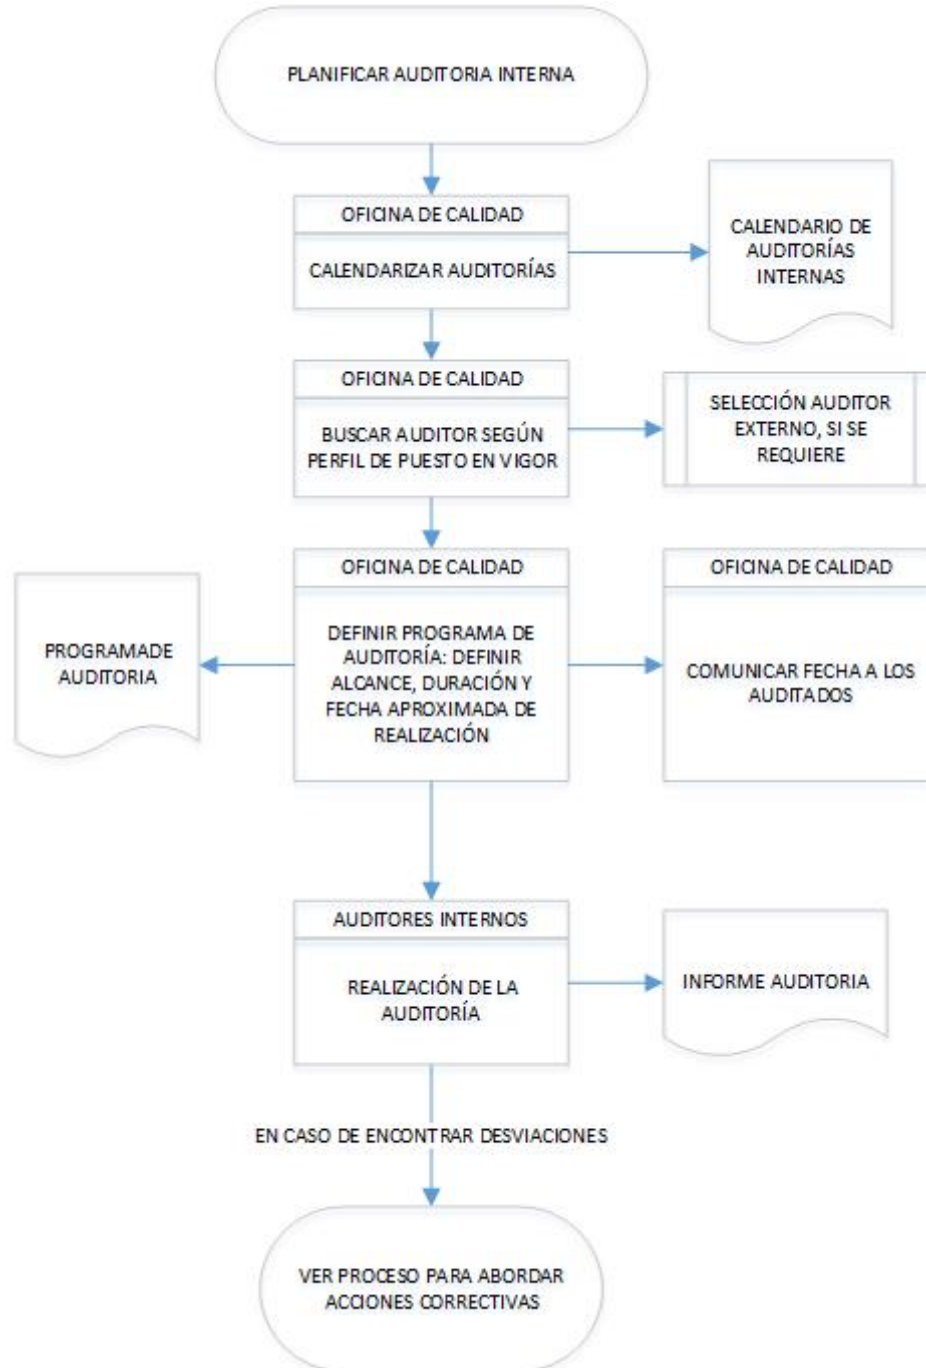 PLANIFICAR AUDITORIA INTERNA
OFICINA DE CALIDAD
CALENDARIZAR AUDITORÍAS
CALENDARIO DE
AUDITORÍAS
INTERNAS
OFICINA DE CALIDAD
BUSCAR AUDITOR SEGÚN
PERFIL DE PUESTO EN VIGOR
SELECCIÓN AUDITOR
EXTERNO, SI SE
REQUIERE
PROGRAMADE
AUDITORIA
OFICINA DE CALIDAD
DEFINIR PROGRAMA DE
AUDITORÍA: DEFINIR
ALCANCE, DURACIÓN Y
FECHA APROXIMADA DE
REALIZACIÓN
OFICINA DE CALIDAD
COMUNICAR FECHA A LOS
AUDITADOS
AUDITORES INTERNOS
REALIZACIÓN DE LA
AUDITORÍA
INFORME AUDITORIA
EN CASO DE ENCONTRAR DESVIACIONES
VER PROCESO PARA ABORDAR
ACCIONES CORRECTIVAS